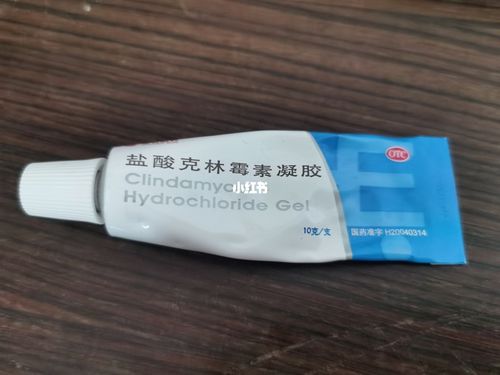 盐酸克林霉素凝胶
小红书
Hydrochloride Gel
10克/支
OTC
国药准字 H20040314